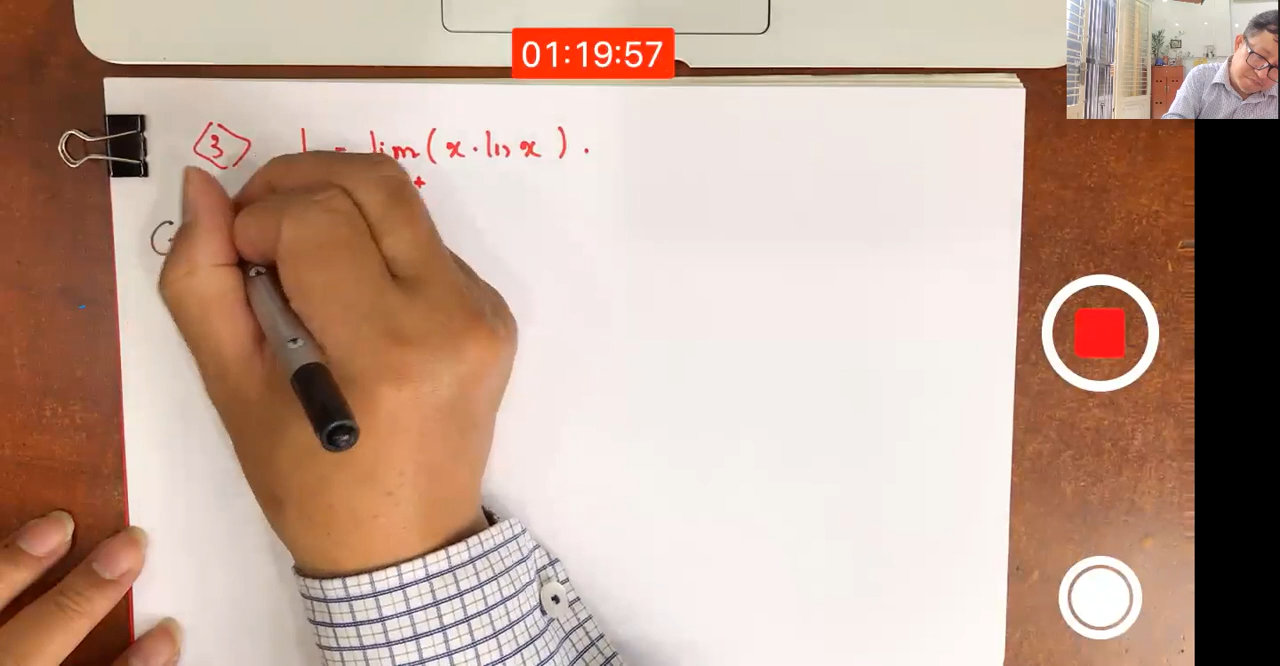 01:19:57
3 L = lim ( x . ln x ) .
+
G